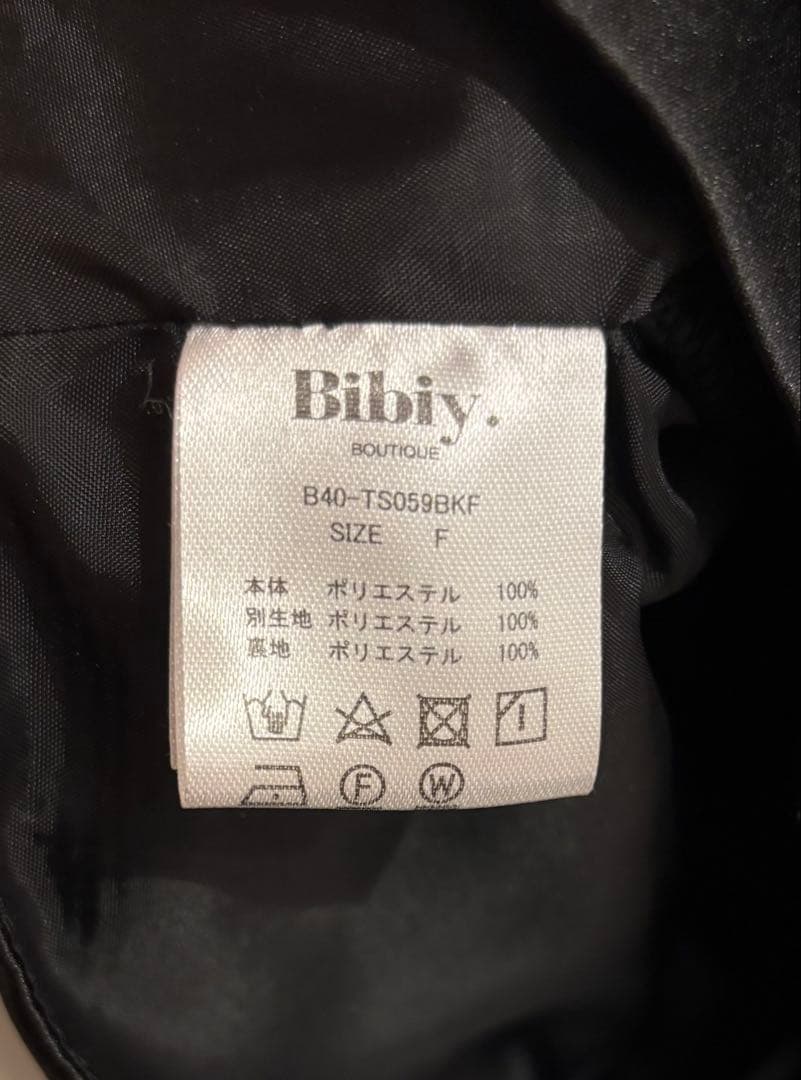 Bibiy.
BOUTIQUE
B40-TS059BKF
SIZE F
本体 ポリエステル 100%
別生地 ポリエステル 100%
裏地 ポリエステル 100%
F W